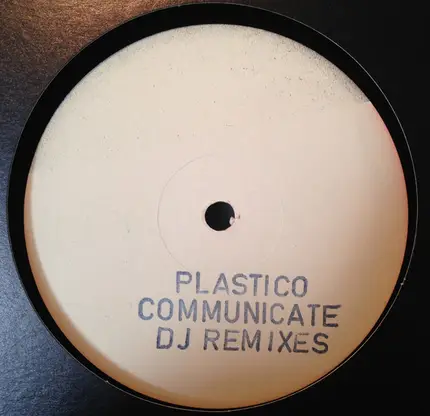 PLASTICO
COMMUNICATE
DJ REMIXES